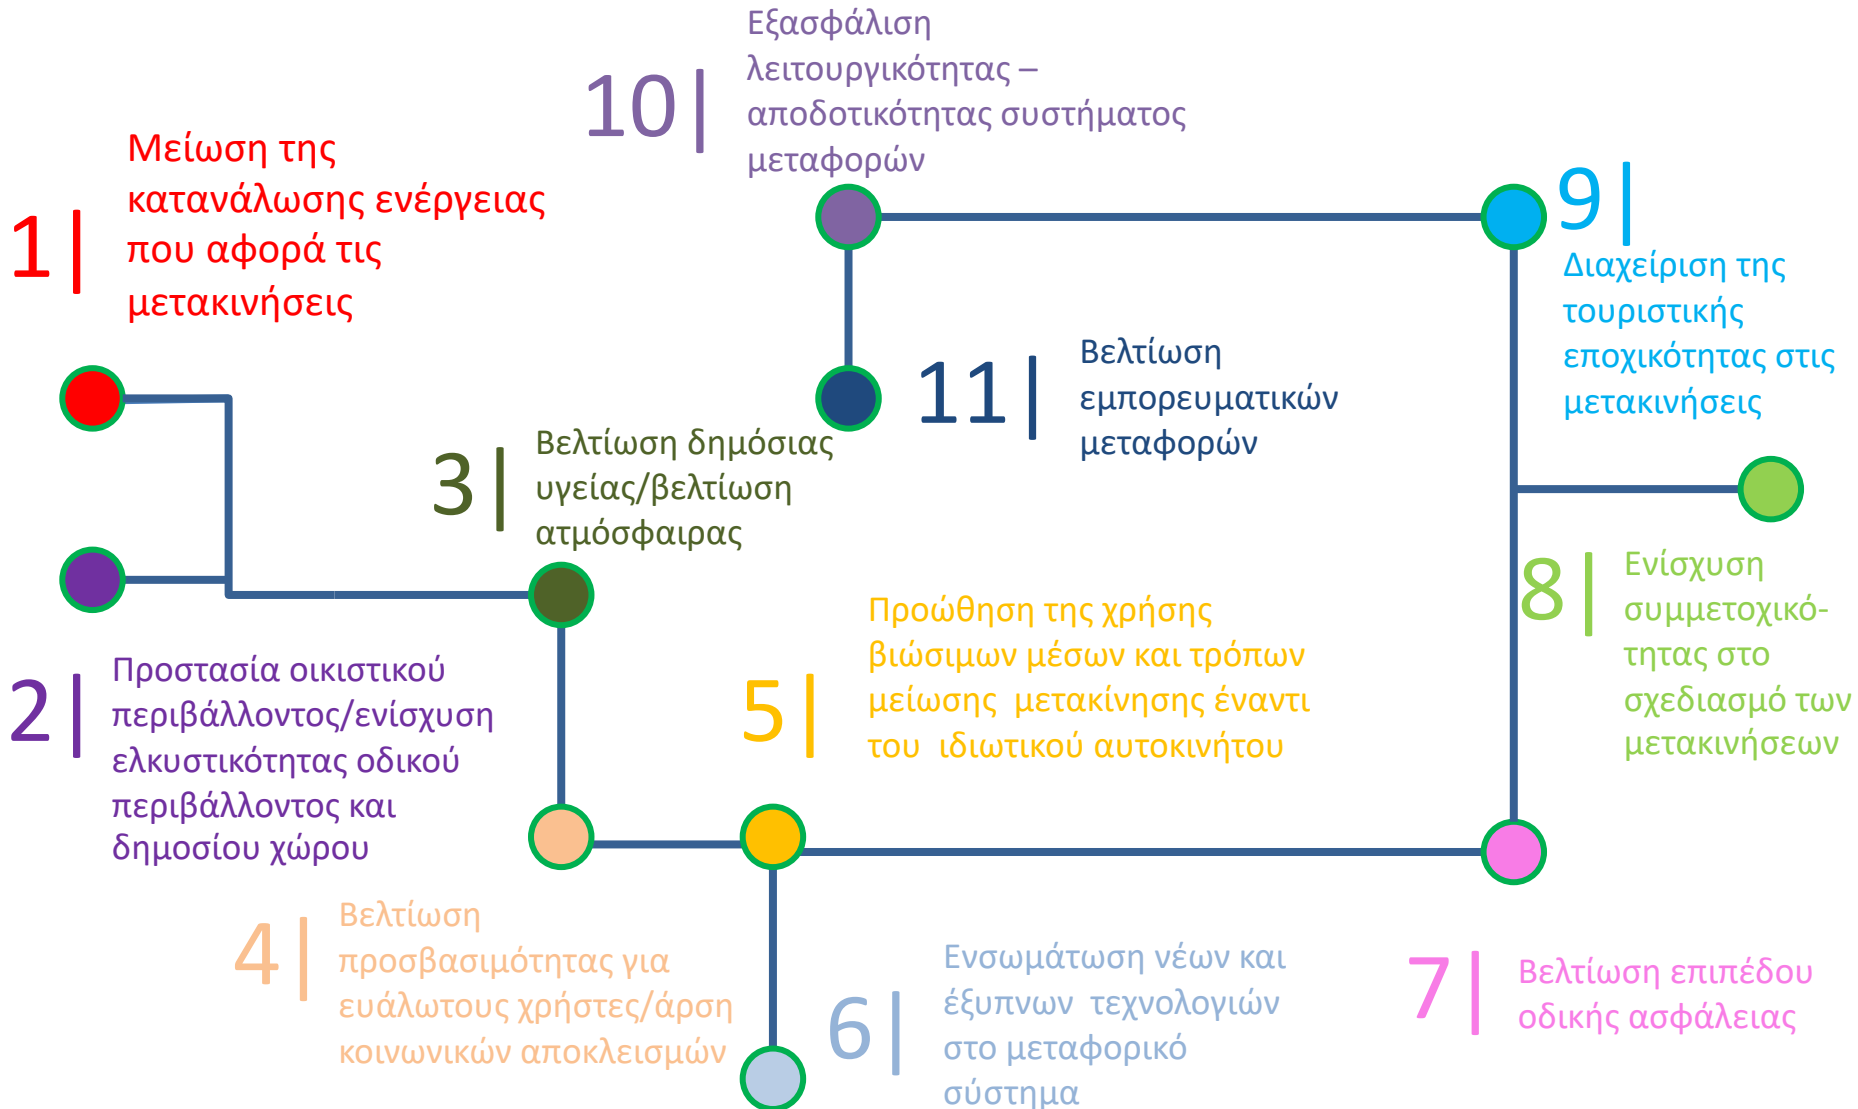 1|
Μείωση της
κατανάλωσης ενέργειας
που αφορά τις
μετακινήσεις
2|
Προστασία οικιστικού
περιβάλλοντος/ενίσχυση
ελκυστικότητας οδικού
περιβάλλοντος και
δημοσίου χώρου
3|
Βελτίωση δημόσιας
υγείας/βελτίωση
ατμόσφαιρας
4|
Βελτίωση
προσβασιμότητας για
ευάλωτους χρήστες/άρση
κοινωνικών αποκλεισμών
5|
Προώθηση της χρήσης
βιώσιμων μέσων και τρόπων
μείωσης μετακίνησης έναντι
του ιδιωτικού αυτοκινήτου
6|
Ενσωμάτωση νέων και
έξυπνων τεχνολογιών
στο μεταφορικό
σύστημα
7|
Βελτίωση επιπέδου
οδικής ασφάλειας
8|
Ενίσχυση
συμμετοχικό-
τητας στο
σχεδιασμό των
μετακινήσεων
9|
Διαχείριση της
τουριστικής
εποχικότητας στις
μετακινήσεις
10|
Εξασφάλιση
λειτουργικότητας –
αποδοτικότητας συστήματος
μεταφορών
11|
Βελτίωση
εμπορευματικών
μεταφορών